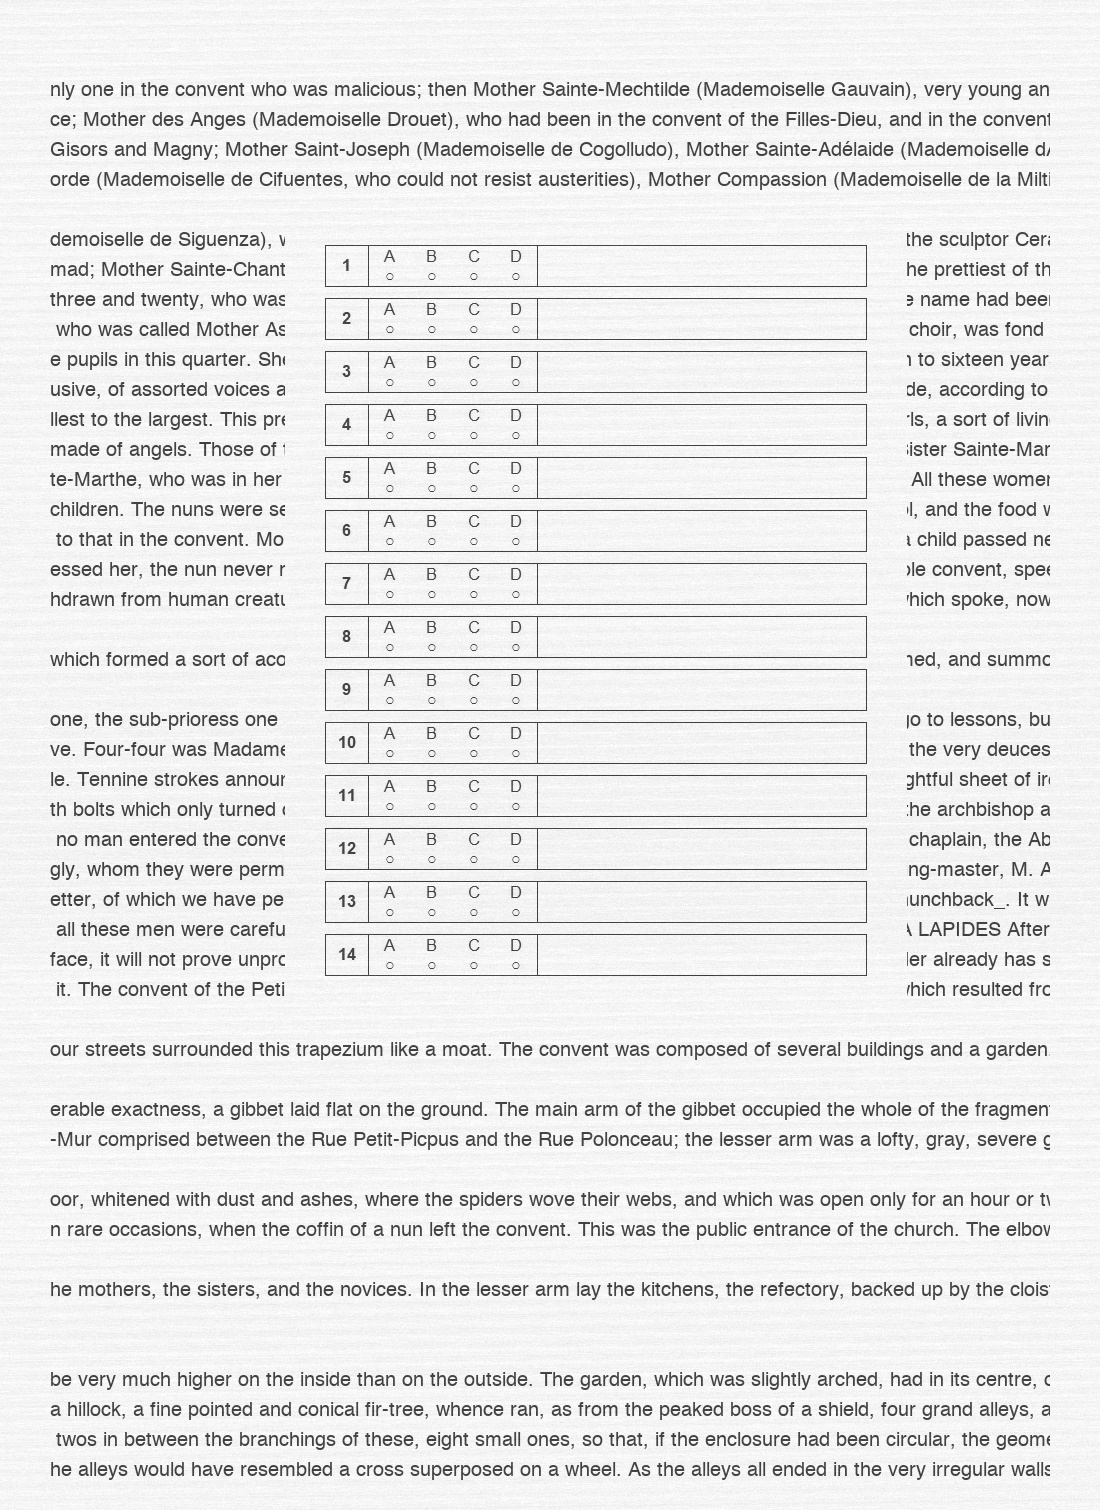 nly one in the convent who was malicious; then Mother Sainte-Mechtilde (Mademoiselle Gauvain), very young an
ce; Mother des Anges (Mademoiselle Drouet), who had been in the convent of the Filles-Dieu, and in the convent
Gisors and Magny; Mother Saint-Joseph (Mademoiselle de Cogolludo), Mother Sainte-Adélaide (Mademoiselle d
orde (Mademoiselle de Cifuentes, who could not resist austerities), Mother Compassion (Mademoiselle de la Milti
demoiselle de Siguenza),
mad; Mother Sainte-Chant
three and twenty, who was
who was called Mother As
e pupils in this quarter. She
usive, of assorted voices a
llest to the largest. This pre
made of angels. Those of
te-Marthe, who was in her
children. The nuns were se
to that in the convent. Mo
essed her, the nun never r
hdrawn from human creatu
which formed a sort of aco
one, the sub-prioress one
ve. Four-four was Madame
le. Tennine strokes announ
th bolts which only turned
no man entered the conve
gly, whom they were perm
etter, of which we have pe
all these men were carefu
face, it will not prove unpro
it. The convent of the Peti
1 A B C D
2 A B C D
3 A B C D
4 A B C D
5 A B C D
6 A B C D
7 A B C D
8 A B C D
9 A B C D
10 A B C D
11 A B C D
12 A B C D
13 A B C D
14 A B C D
the sculptor Cera
he prettiest of th
e name had been
choir, was fond
n to sixteen year
de, according to
rls, a sort of livin
Sister Sainte-Mar
All these women
l, and the food w
a child passed ne
ole convent, spee
which spoke, now
ned, and summo
go to lessons, bu
the very deuces
ghtful sheet of iro
the archbishop a
chaplain, the Ab
ng-master, M. A
hunchback_. It w
A LAPIDES After
der already has s
which resulted fro
our streets surrounded this trapezium like a moat. The convent was composed of several buildings and a garden.
erable exactness, a gibbet laid flat on the ground. The main arm of the gibbet occupied the whole of the fragment
-Mur comprised between the Rue Petit-Picpus and the Rue Polonceau; the lesser arm was a lofty, gray, severe g
oor, whitened with dust and ashes, where the spiders wove their webs, and which was open only for an hour or tw
n rare occasions, when the coffin of a nun left the convent. This was the public entrance of the church. The elbow
he mothers, the sisters, and the novices. In the lesser arm lay the kitchens, the refectory, backed up by the clois
be very much higher on the inside than on the outside. The garden, which was slightly arched, had in its centre,
a hillock, a fine pointed and conical fir-tree, whence ran, as from the peaked boss of a shield, four grand alleys, a
twos in between the branchings of these, eight small ones, so that, if the enclosure had been circular, the geome
he alleys would have resembled a cross superposed on a wheel. As the alleys all ended in the very irregular walls